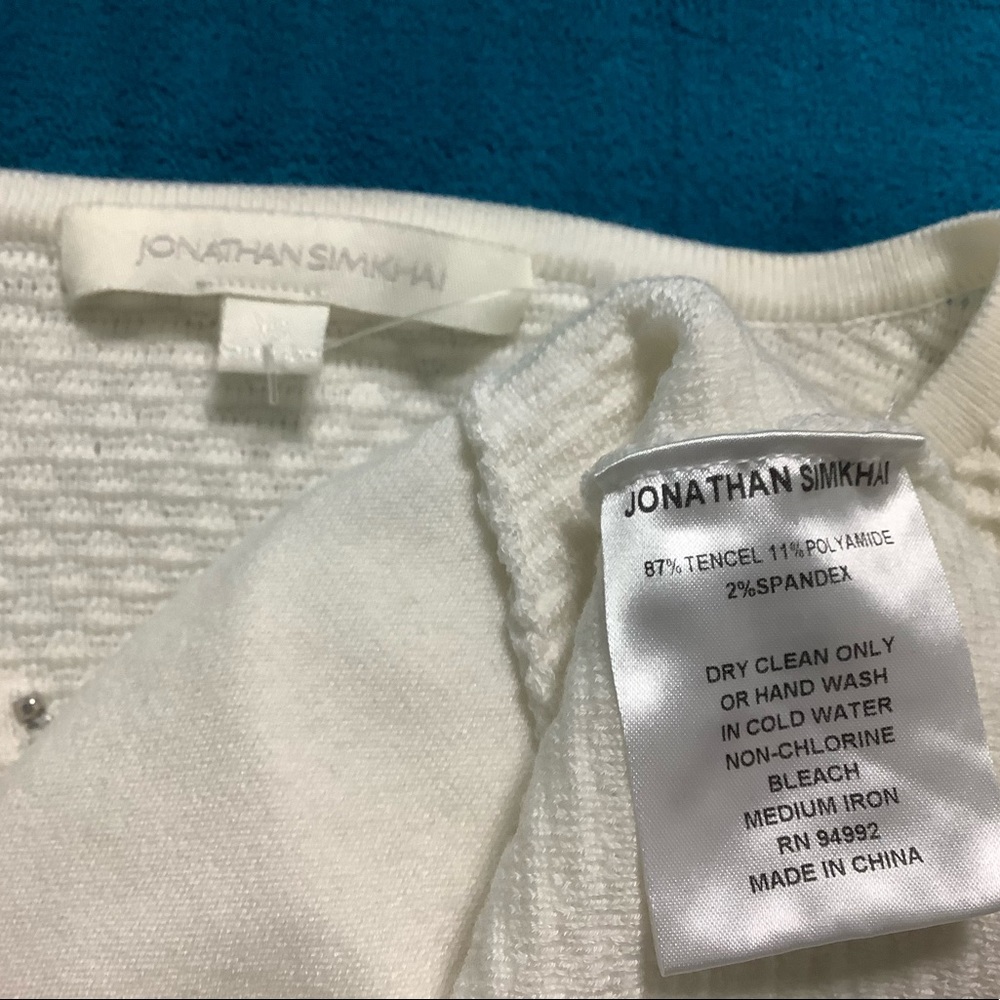 JONATHAN SIMKHAI
JONATHAN SIMKHAI
87% TENCEL 11% POLYAMIDE
2%SPANDEX
DRY CLEAN ONLY
OR HAND WASH
IN COLD WATER
NON-CHLORINE
BLEACH
MEDIUM IRON
RN 94992
MADE IN CHINA